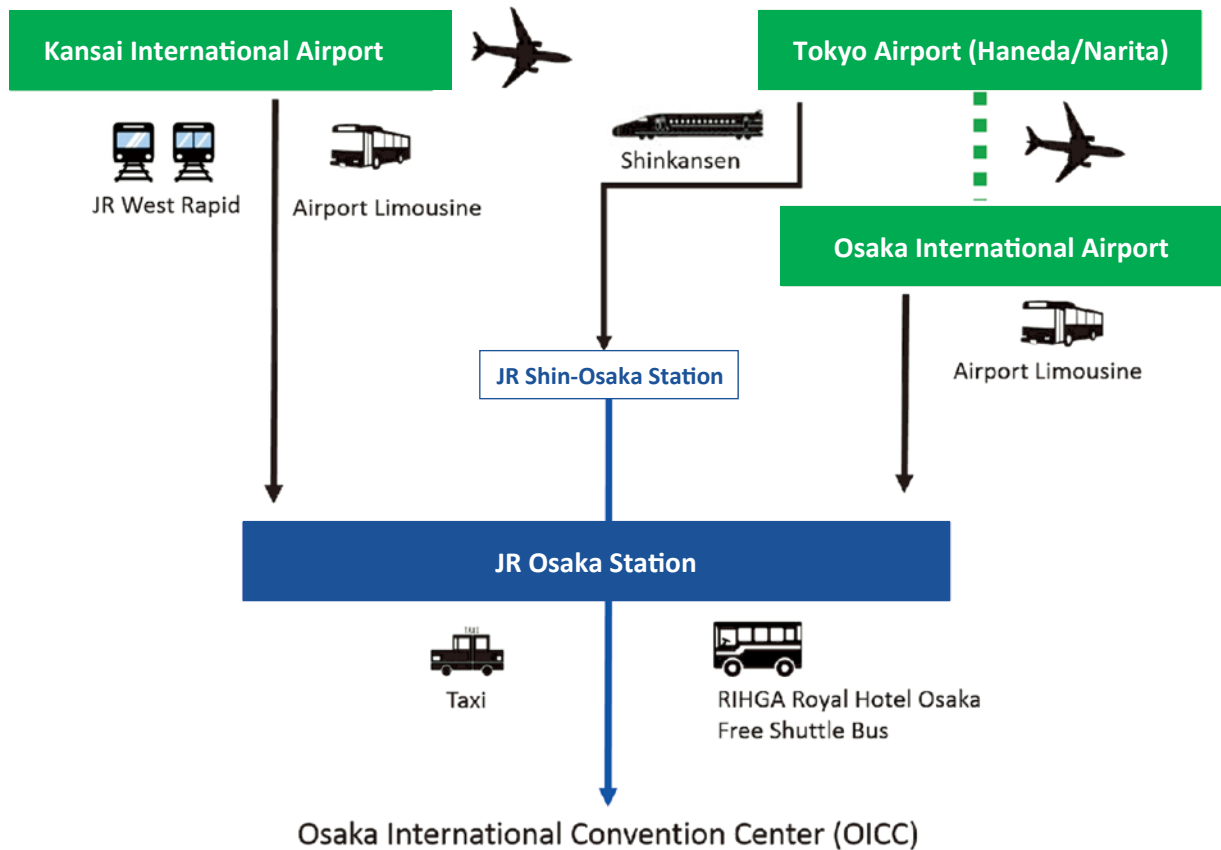 Kansai International Airport
Tokyo Airport (Haneda/Narita)
JR West Rapid
Airport Limousine
Shinkansen
Osaka International Airport
Airport Limousine
JR Shin-Osaka Station
JR Osaka Station
TAXI
Taxi
RIHGA Royal Hotel Osaka
Free Shuttle Bus
Osaka International Convention Center (OICC)